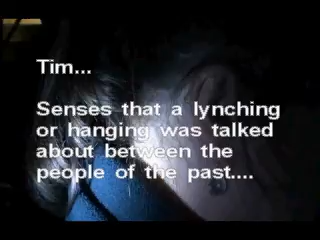 Tim...
Senses that a lynching
or hanging was talked
about between the
people of the past....